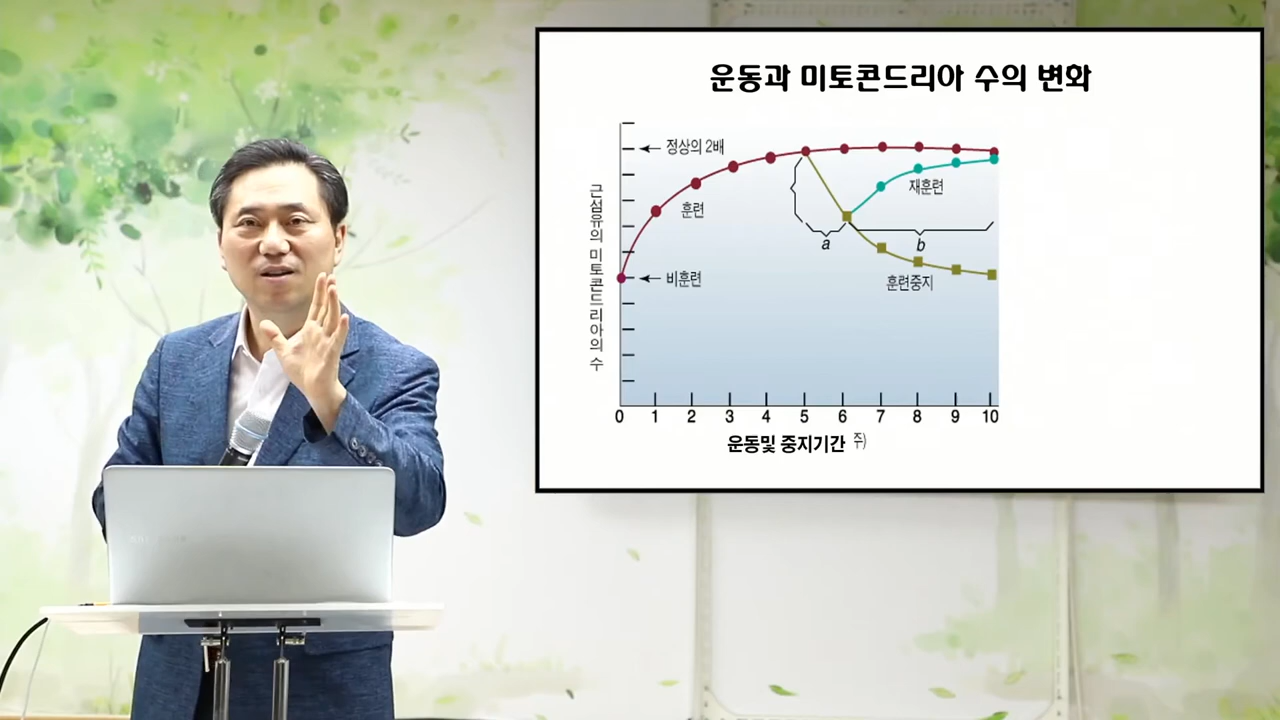 운동과 미토콘드리아 수의 변화
정상의 2배
훈련
비훈련
재훈련
훈련중지
a
b
근섬유의 미토콘드리아의 수
0 1 2 3 4 5 6 7 8 9 10
운동및 중지기간 주)